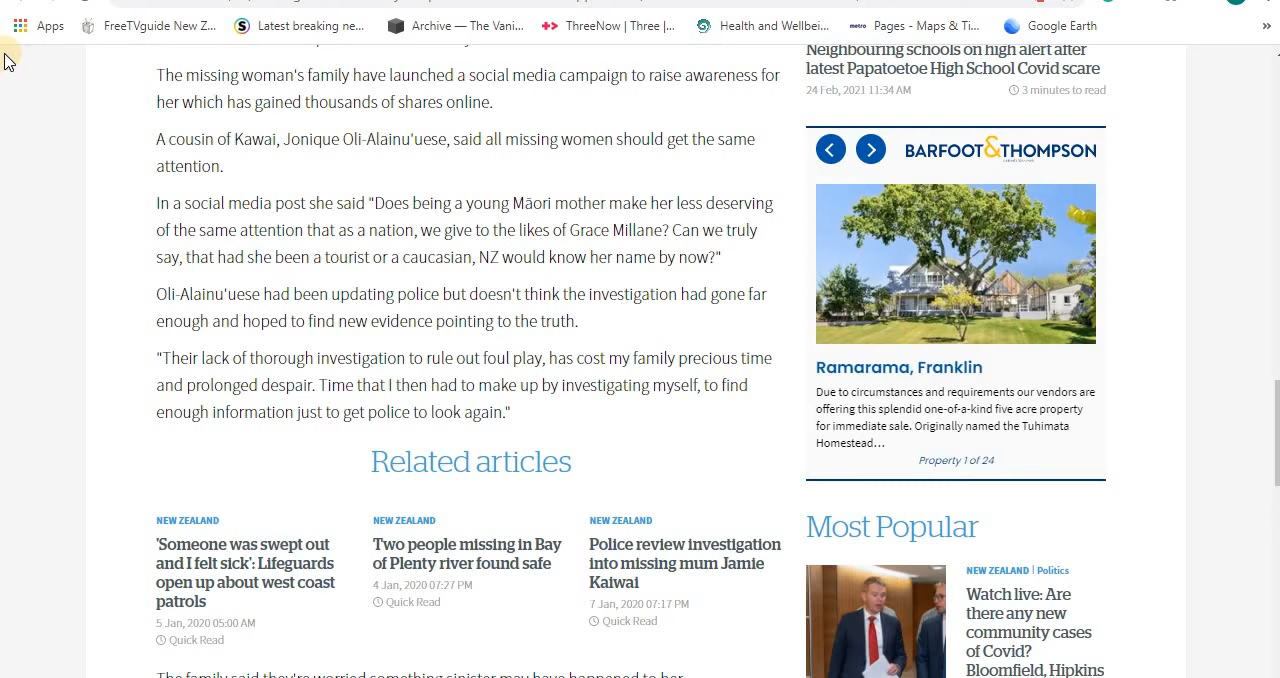 Apps
FreeTVguide New Z...
Latest breaking ne...
Archive — The Vani...
ThreeNow | Three |...
Health and Wellbei...
metro Pages - Maps & Ti...
Google Earth
»
The missing woman's family have launched a social media campaign to raise awareness for
her which has gained thousands of shares online.
A cousin of Kawai, Jonique Oli-Alainu'uese, said all missing women should get the same
attention.
In a social media post she said "Does being a young Māori mother make her less deserving
of the same attention that as a nation, we give to the likes of Grace Millane? Can we truly
say, that had she been a tourist or a caucasian, NZ would know her name by now?"
Oli-Alainu'uese had been updating police but doesn't think the investigation had gone far
enough and hoped to find new evidence pointing to the truth.
"Their lack of thorough investigation to rule out foul play, has cost my family precious time
and prolonged despair. Time that I then had to make up by investigating myself, to find
enough information just to get police to look again."
Related articles
NEW ZEALAND
'Someone was swept out
and I felt sick': Lifeguards
open up about west coast
patrols
5 Jan, 2020 05:00 AM
Quick Read
NEW ZEALAND
Two people missing in Bay
of Plenty river found safe
4 Jan, 2020 07:27 PM
Quick Read
NEW ZEALAND
Police review investigation
into missing mum Jamie
Kaiwai
7 Jan, 2020 07:17 PM
Quick Read
The family said they're worried something sinister may have happened to her.
Neighbouring schools on high alert after
latest Papatoetoe High School Covid scare
24 Feb, 2021 11:34 AM
3 minutes to read
BARFOOT&THOMPSON
Ramarama, Franklin
Due to circumstances and requirements our vendors are
offering this splendid one-of-a-kind five acre property
for immediate sale. Originally named the Tuhimata
Homestead...
Property 1 of 24
Most Popular
NEW ZEALAND | Politics
Watch live: Are
there any new
community cases
of Covid?
Bloomfield, Hipkins